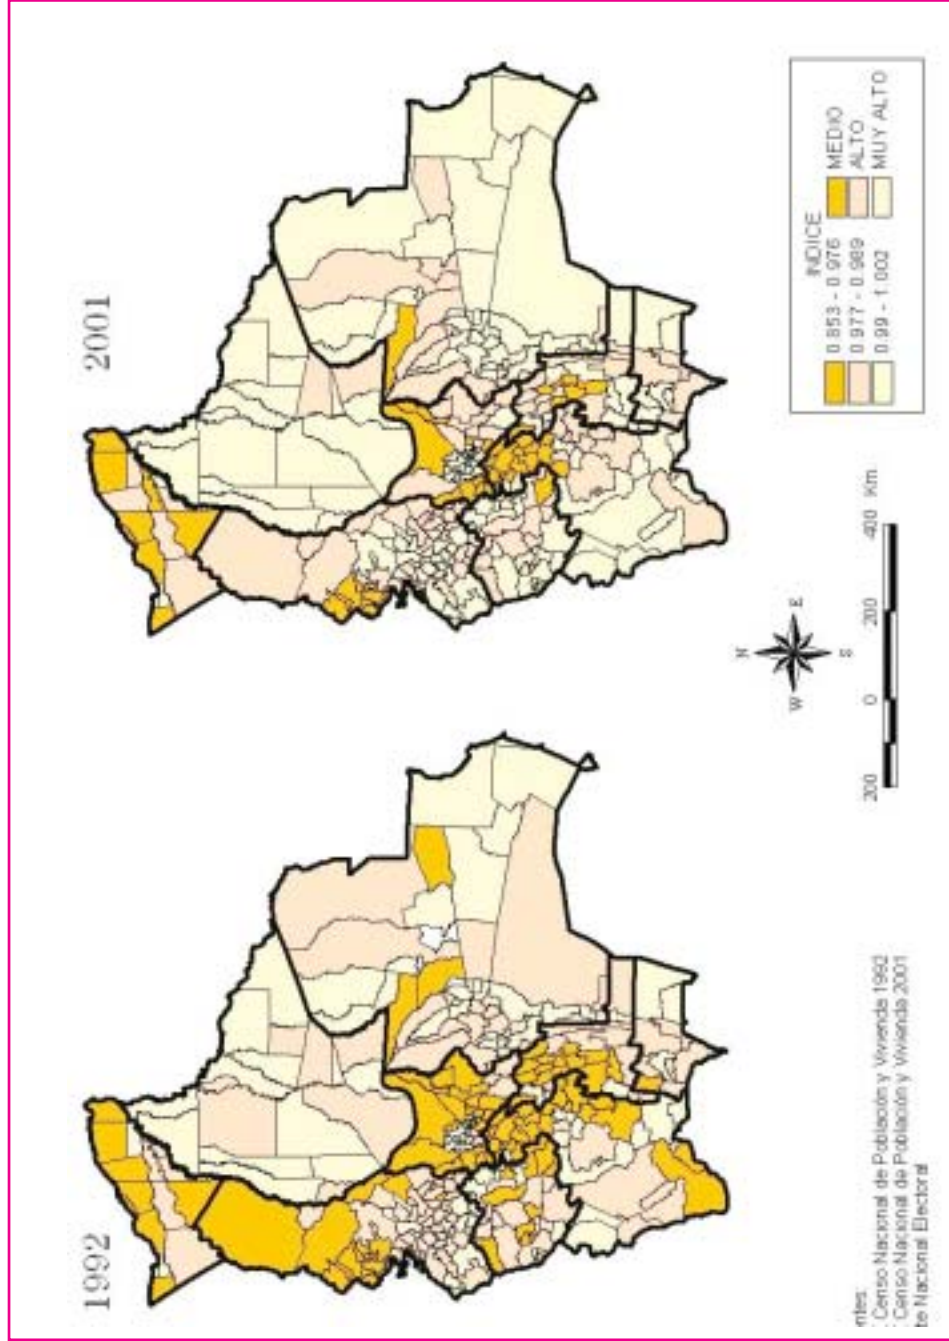 1992
2001
N
W
E
S
200
0
200
400 Km
INDICE
0.853 - 0.976 MEDIO
0.977 - 0.989 ALTO
0.99 - 1.002 MUY ALTO
ntes:
Censo Nacional de Población y Vivienda 1992
Censo Nacional de Población y Vivienda 2001
te Nacional Electoral